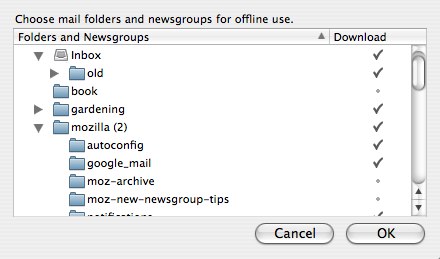 Choose mail folders and newsgroups for offline use.
Folders and Newsgroups Download
Inbox
old
book
gardening
mozilla (2)
autoconfig
google_mail
moz-archive
moz-new-newsgroup-tips
notifications
Cancel OK